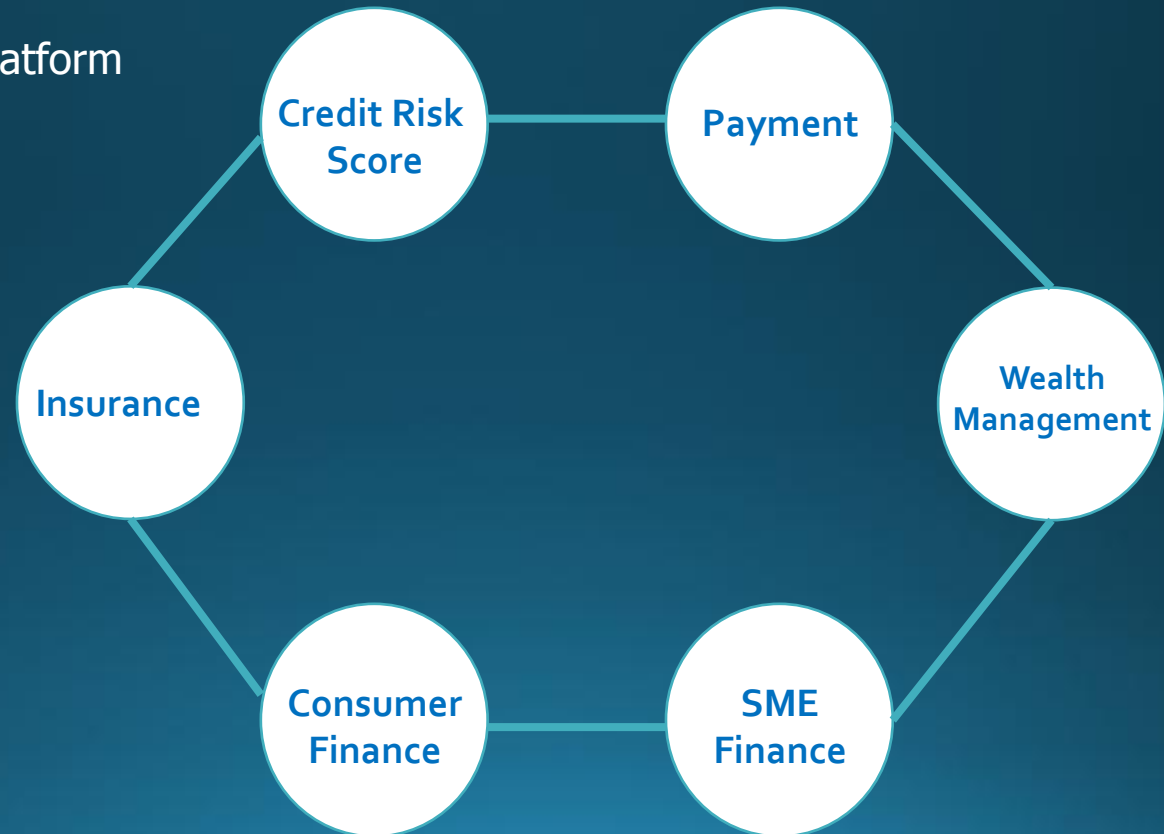 atform
Credit Risk
Score
Payment
Insurance
Wealth
Management
Consumer
Finance
SME
Finance